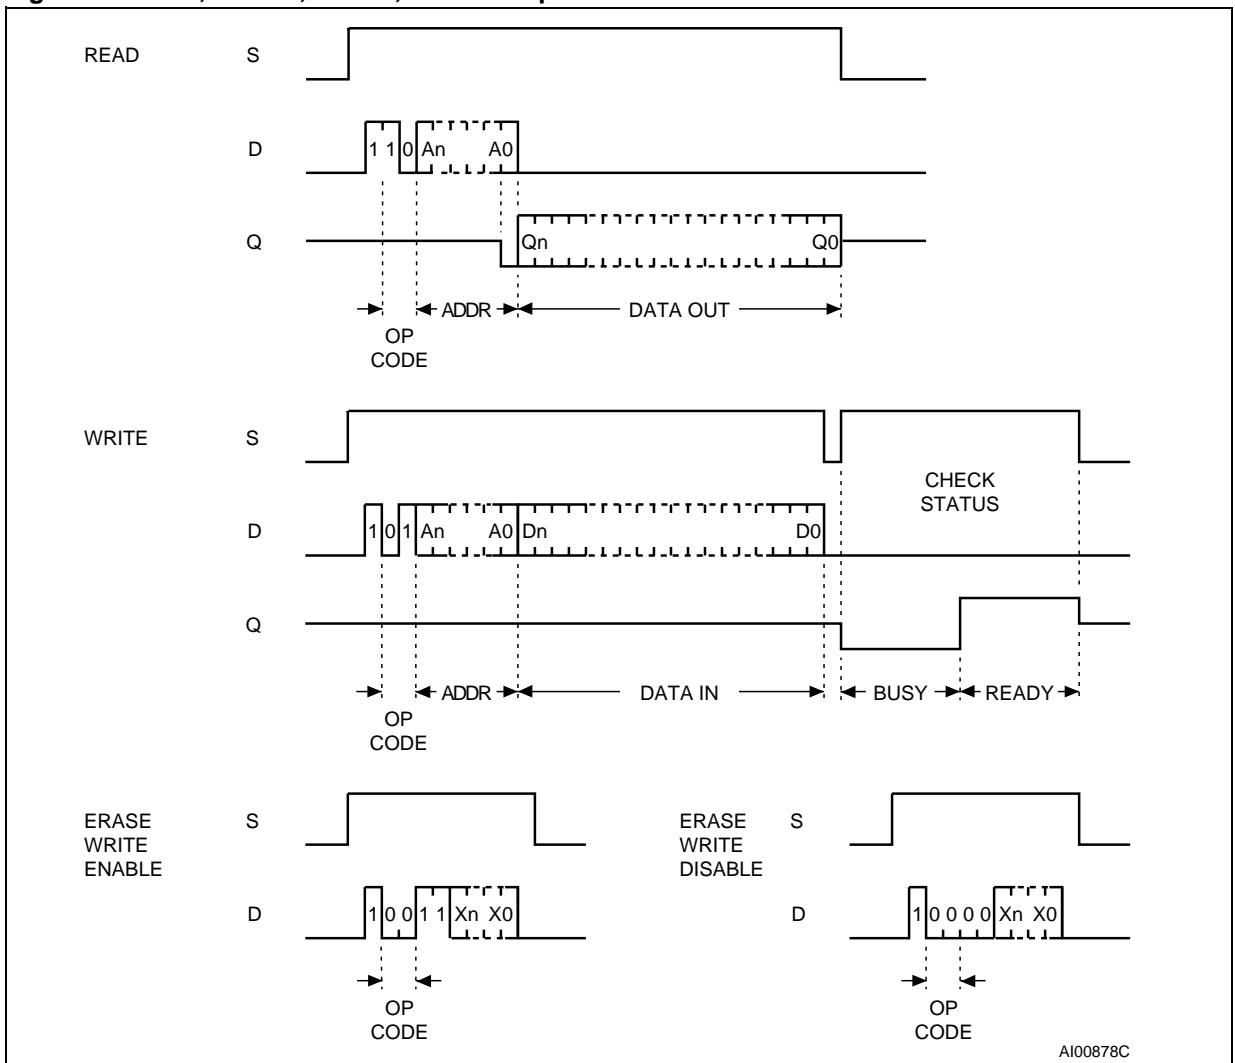 READ S
D 1 1 0 An A0
Q Qn Q0
ADDR DATA OUT
OP
CODE
WRITE S
CHECK
STATUS
D 1 0 1 An A0 Dn D0
Q
ADDR DATA IN BUSY READY
OP
CODE
ERASE S ERASE S
WRITE WRITE
ENABLE DISABLE
D 1 0 0 1 1 Xn X0 D 1 0 0 0 0 Xn X0
OP OP
CODE CODE
AI00878C